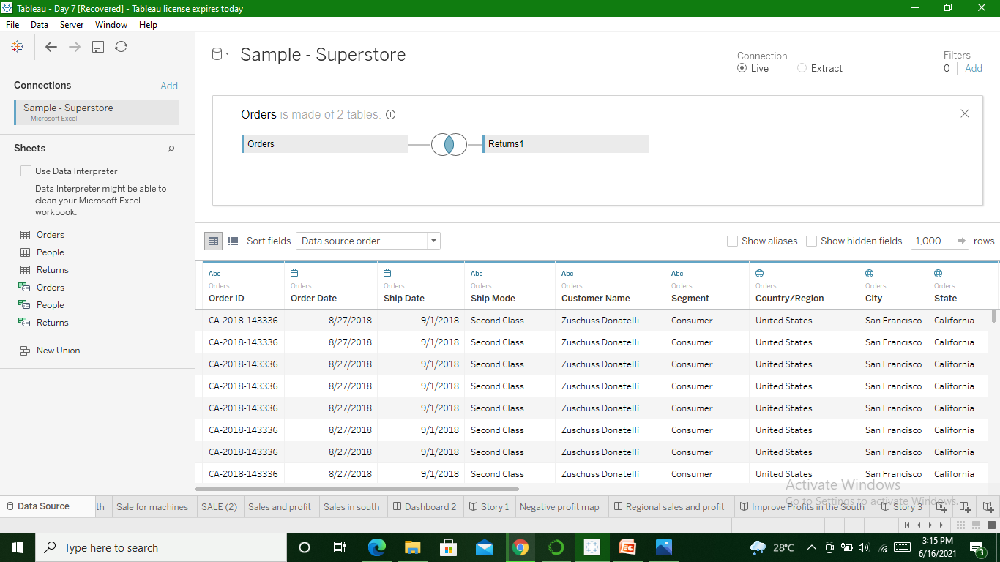 Tableau - Day 7 [Recovered] - Tableau license expires today
File Data Server Window Help
Sample - Superstore
Connection
Live Extract
Filters
0 Add
Connections Add
Sample - Superstore
Microsoft Excel
Orders is made of 2 tables.
Orders Returns1
Sheets
Use Data Interpreter
Data Interpreter might be able to
clean your Microsoft Excel
workbook.
Orders
People
Returns
Orders
People
Returns
New Union
Sort fields Data source order Show aliases Show hidden fields 1,000 rows
Abc Abc Abc Abc
Orders Orders Orders Orders Orders Orders Orders Orders Orders
Order ID Order Date Ship Date Ship Mode Customer Name Segment Country/Region City State
CA-2018-143336 8/27/2018 9/1/2018 Second Class Zuschuss Donatelli Consumer United States San Francisco California
CA-2018-143336 8/27/2018 9/1/2018 Second Class Zuschuss Donatelli Consumer United States San Francisco California
CA-2018-143336 8/27/2018 9/1/2018 Second Class Zuschuss Donatelli Consumer United States San Francisco California
CA-2018-143336 8/27/2018 9/1/2018 Second Class Zuschuss Donatelli Consumer United States San Francisco California
CA-2018-143336 8/27/2018 9/1/2018 Second Class Zuschuss Donatelli Consumer United States San Francisco California
CA-2018-143336 8/27/2018 9/1/2018 Second Class Zuschuss Donatelli Consumer United States San Francisco California
CA-2018-143336 8/27/2018 9/1/2018 Second Class Zuschuss Donatelli Consumer United States San Francisco California
CA-2018-143336 8/27/2018 9/1/2018 Second Class Zuschuss Donatelli Consumer United States San Francisco California
Activate Windows
Go to Settings to activate Windows.
Data Source th Sale for machines SALE (2) Sales and profit Sales in south Dashboard 2 Story 1 Negative profit map Regional sales and profit Improve Profits in the South Story 3
Type here to search 28°C 3:15 PM
6/16/2021 3